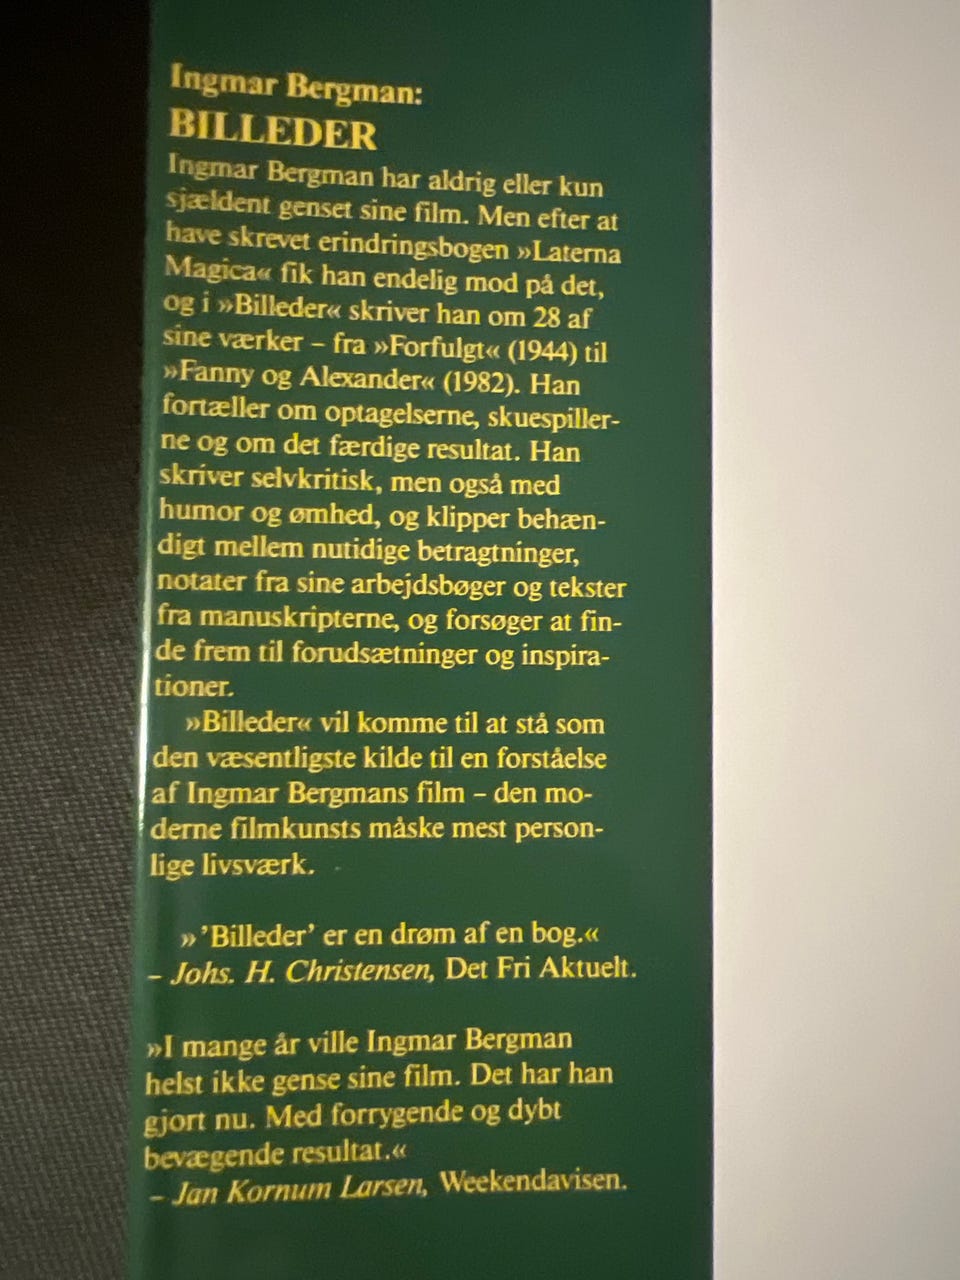 Ingmar Bergman:
BILLEDER
Ingmar Bergman har aldrig eller kun
sjældent genset sine film. Men efter at
have skrevet erindringsbogen »Laterna
Magica« fik han endelig mod på det,
og i »Billeder« skriver han om 28 af
sine værker – fra »Forfulgt« (1944) til
»Fanny og Alexander« (1982). Han
fortæller om optagelserne, skuespiller-
ne og om det færdige resultat. Han
skriver selvkritisk, men også med
humor og ømhed, og klipper behæn-
digt mellem nutidige betragtninger,
notater fra sine arbejdsbøger og tekster
fra manuskripterne, og forsøger at fin-
de frem til forudsætninger og inspira-
tioner.
»Billeder« vil komme til at stå som
den væsentligste kilde til en forståelse
af Ingmar Bergmans film – den mo-
derne filmkunsts måske mest person-
lige livsværk.
»’Billeder’ er en drøm af en bog.«
– Johs. H. Christensen, Det Fri Aktuelt.
»I mange år ville Ingmar Bergman
helst ikke gense sine film. Det har han
gjort nu. Med forrygende og dybt
bevægende resultat.«
– Jan Kornum Larsen, Weekendavisen.